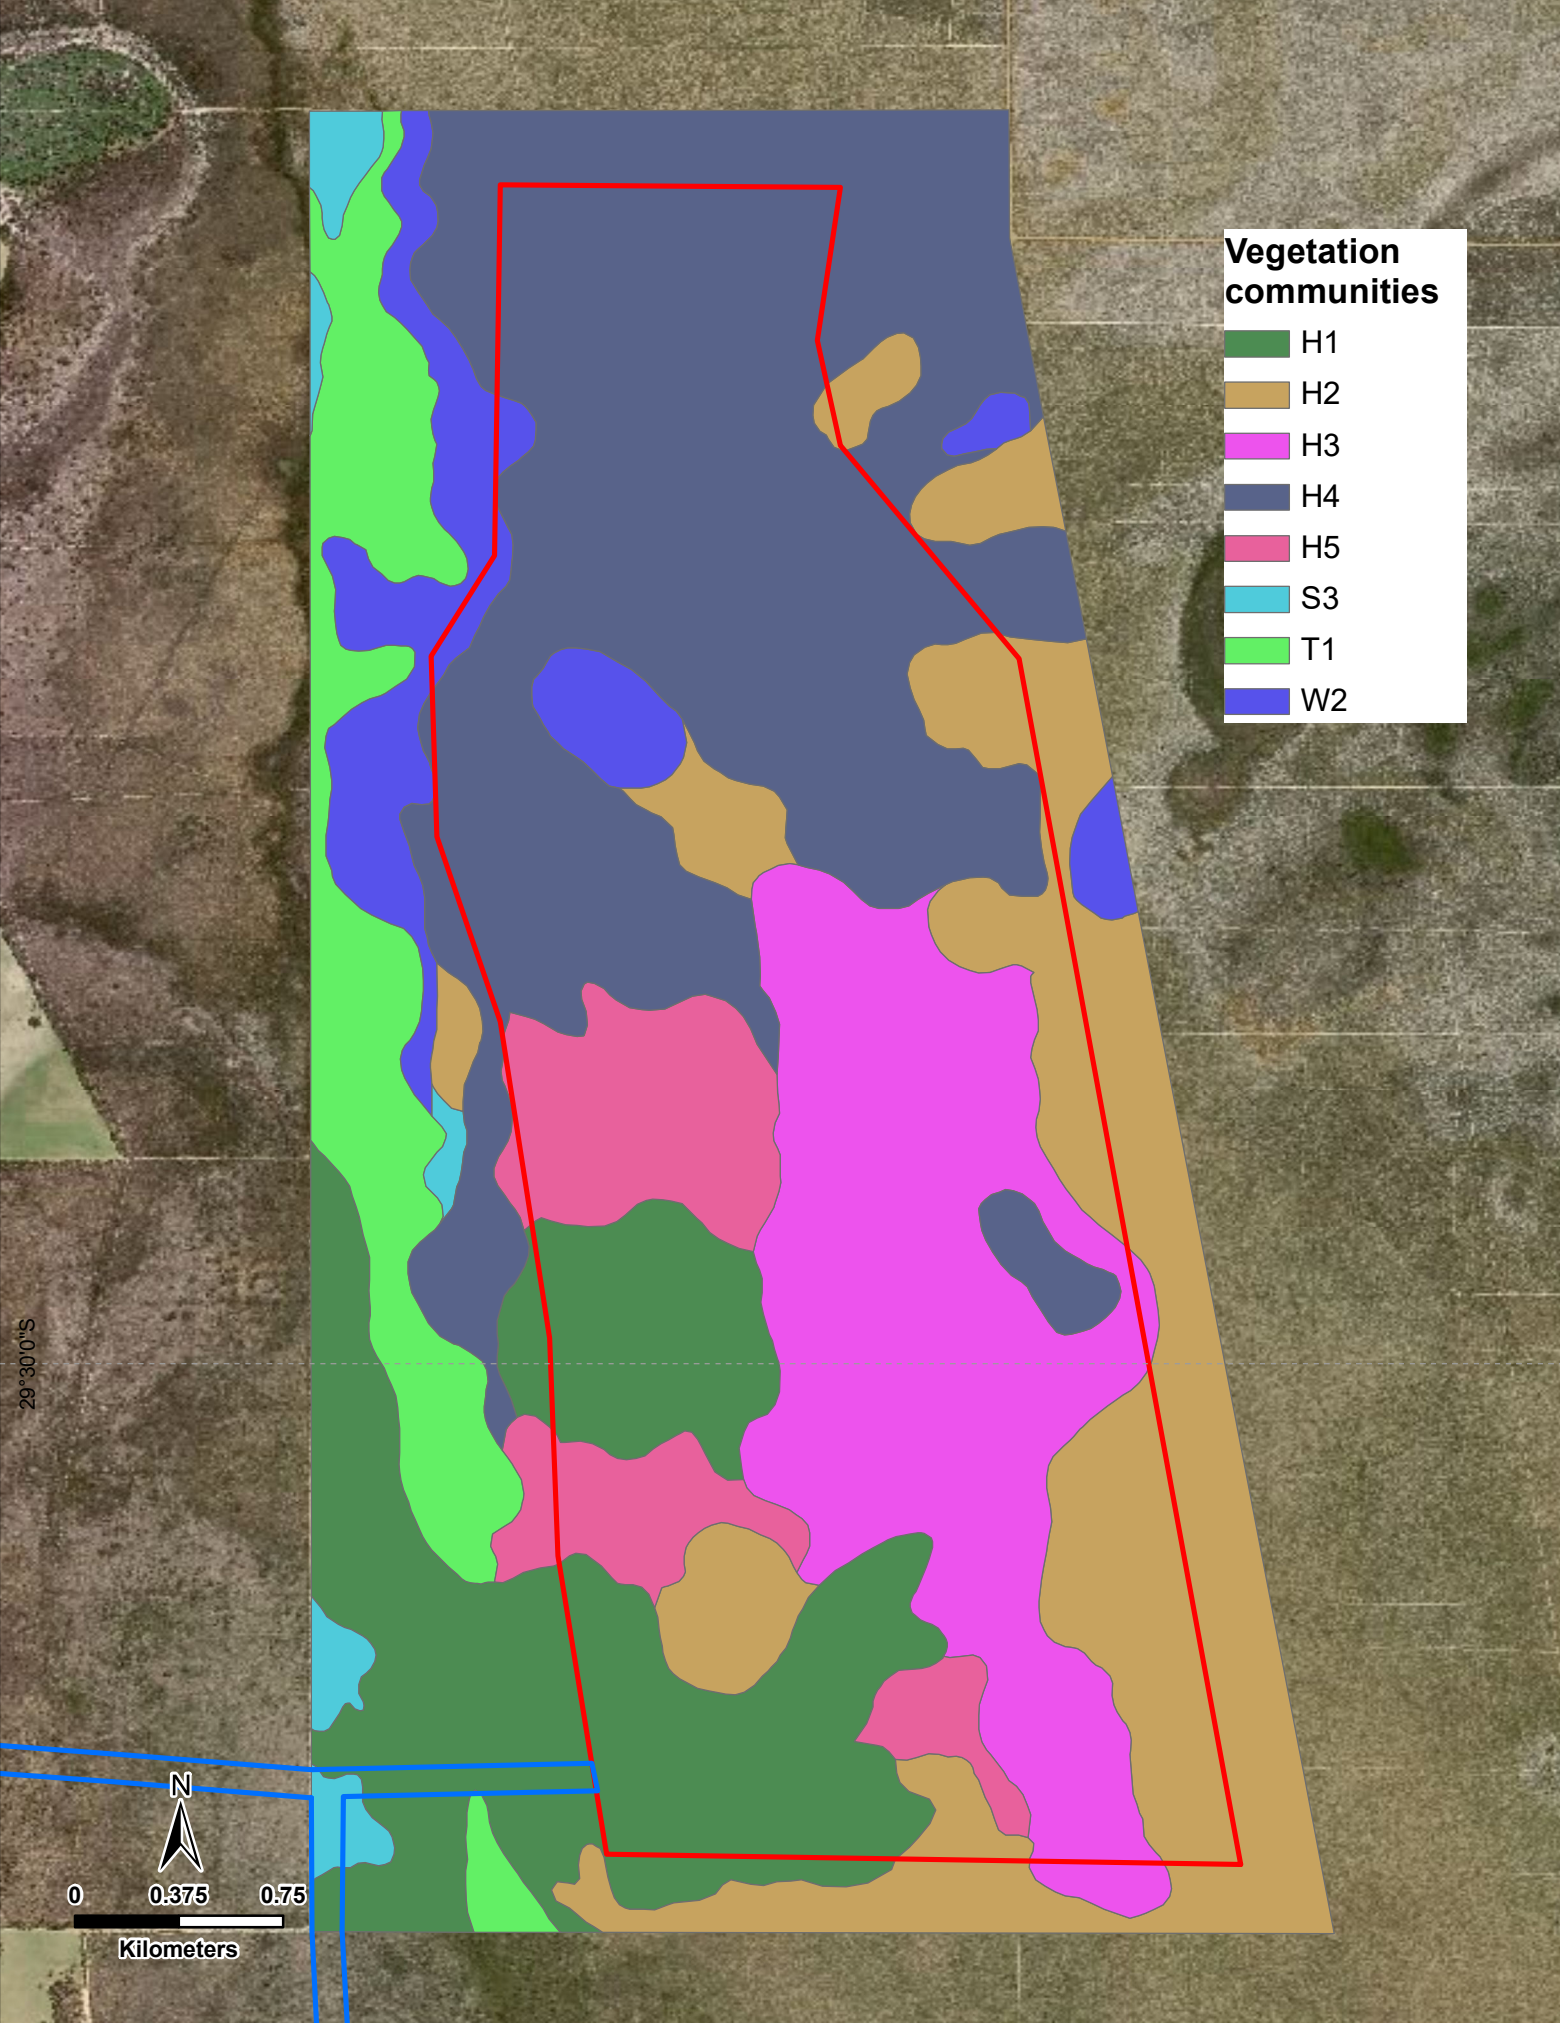 Vegetation
communities
H1
H2
H3
H4
H5
S3
T1
W2
29°30'0"S
N
0 0.375 0.75
Kilometers